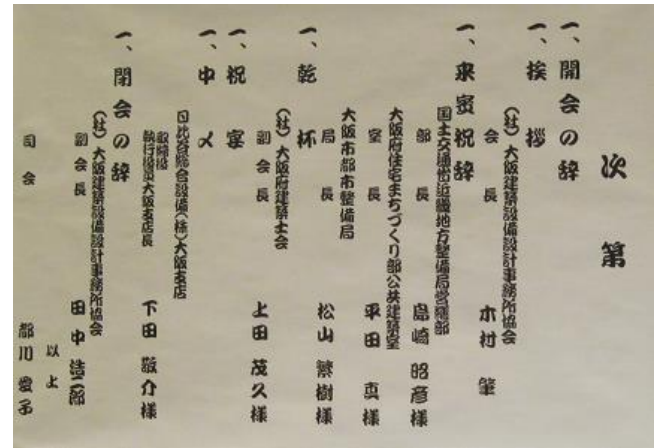 次第
一、開会の辞
一、挨拶
(社)大阪建築設備設計事務所協会
会長 木村 肇
一、来賓祝辞
国土交通省近畿地方整備局営繕部
部長 島崎 昭彦様
大阪府住宅まちづくり部公共建築室
室長 平田 真様
大阪市都市整備局
局長 松山 繁樹様
一、乾杯
(社)大阪府建築士会
副会長 上田 茂久様
一、祝宴
一、中〆
日比谷総合設備(株)大阪支店
取締役
執行役員大阪支店長 下田 敬介様
一、閉会の辞
(社)大阪建築設備設計事務所協会
副会長 田中 浩二郎
以上
司会 都川 愛子